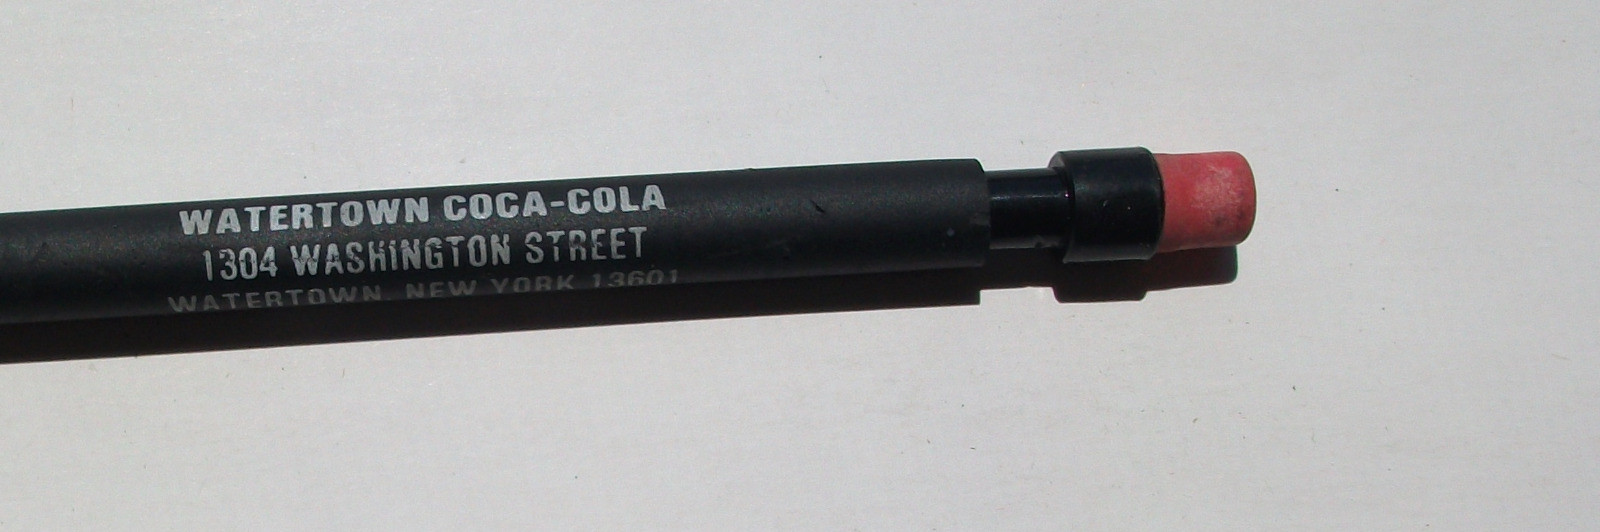 WATERTOWN COCA-COLA
1304 WASHINGTON STREET
WATERTOWN, NEW YORK 13601